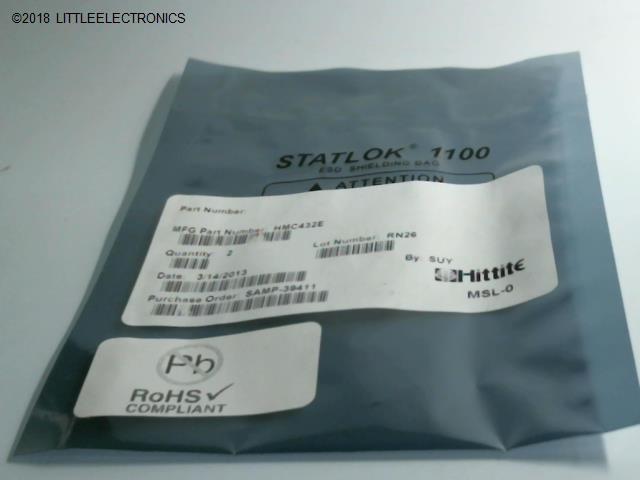 ©2018 LITTLEELECTRONICS
STATLOK® 1100
ESD SHIELDING BAG
ATTENTION
Part Number:
MFG Part Number: HMC432E
Quantity: 2
Lot Number: RN26
By: SUY
Date: 3/14/2013
Hittite
MSL-0
Purchase Order: SAMP-39411
Pb
RoHS✓
COMPLIANT